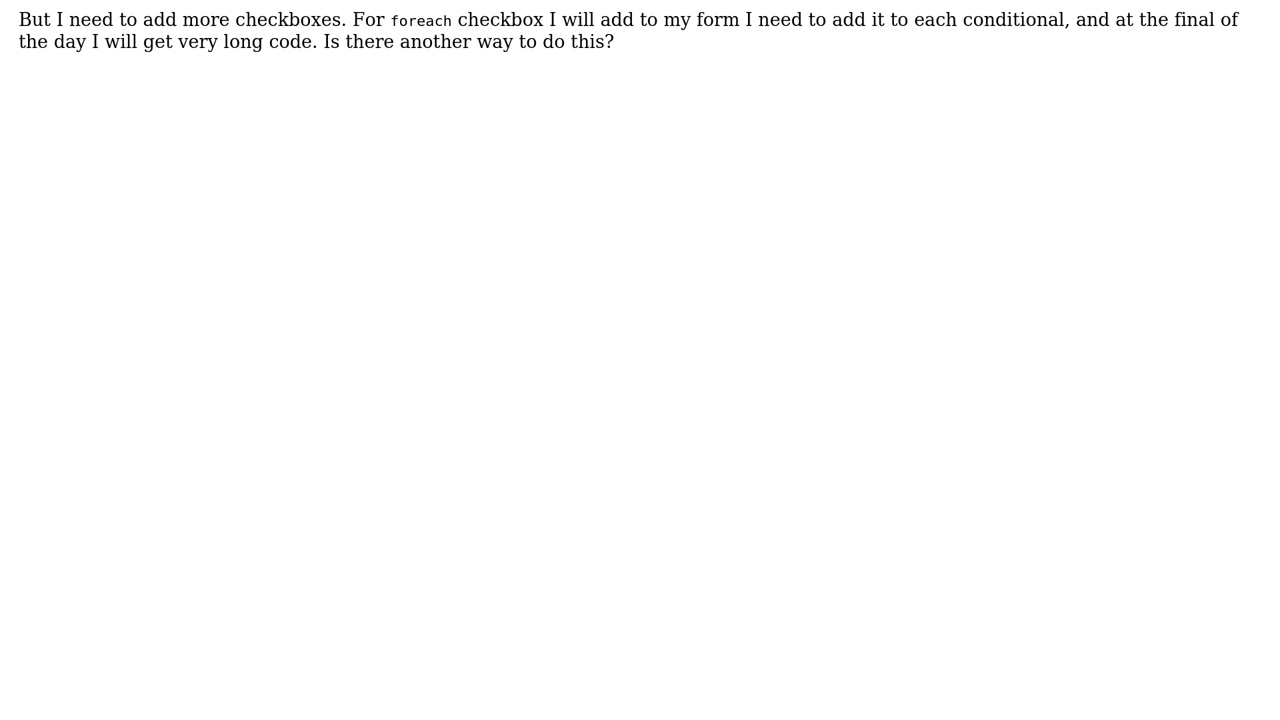 But I need to add more checkboxes. For foreach checkbox I will add to my form I need to add it to each conditional, and at the final of
the day I will get very long code. Is there another way to do this?